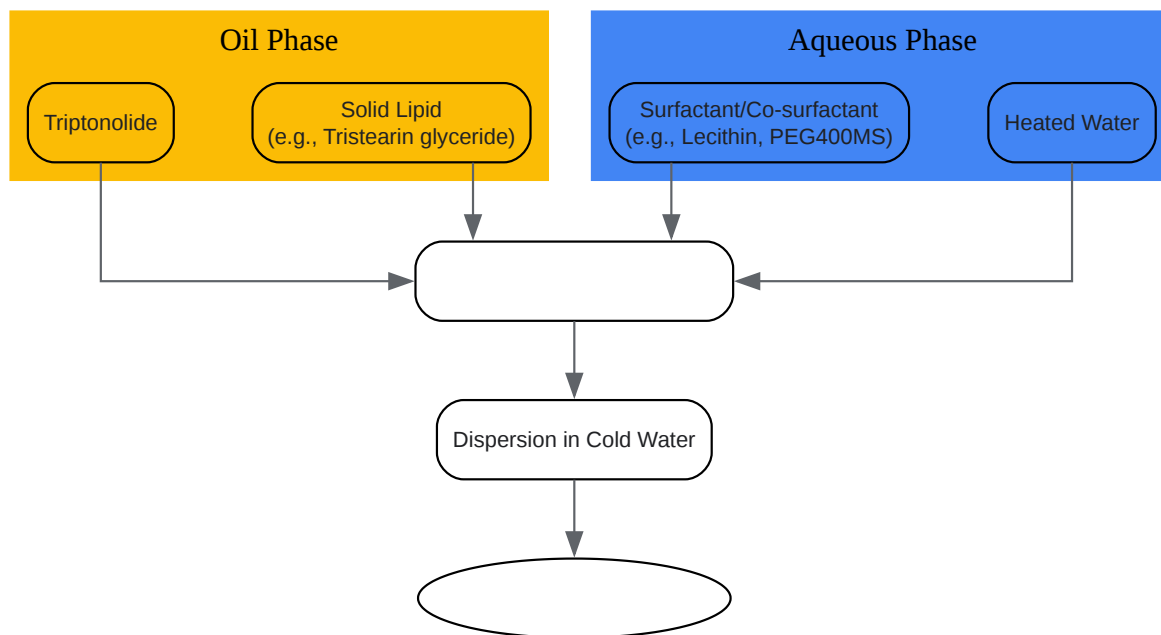 Oil Phase
Aqueous Phase
Triptonolide
Solid Lipid
(e.g., Tristearin glyceride)
Surfactant/Co-surfactant
(e.g., Lecithin, PEG400MS)
Heated Water
Dispersion in Cold Water